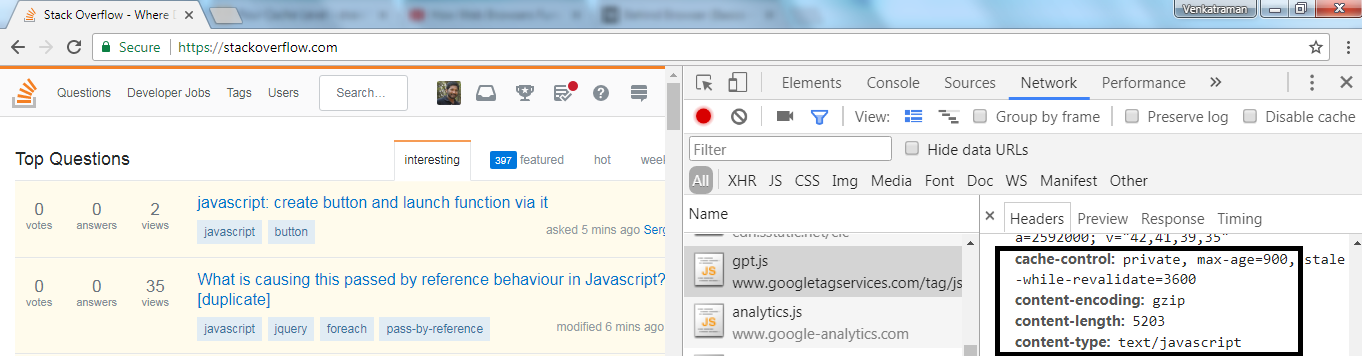 Stack Overflow - Where
Venkatraman
Secure https://stackoverflow.com
Questions Developer Jobs Tags Users Search...
Top Questions interesting 397 featured hot week
0 0 2
votes answers views
javascript: create button and launch function via it
javascript button
asked 5 mins ago Serg
0 0 35
votes answers views
What is causing this passed by reference behaviour in Javascript?
[duplicate]
javascript jquery foreach pass-by-reference
modified 6 mins ago
Elements Console Sources Network Performance »
View: Group by frame Preserve log Disable cache
Filter Hide data URLs
All XHR JS CSS Img Media Font Doc WS Manifest Other
Name
gpt.js
www.googletagservices.com/tag/js
analytics.js
www.google-analytics.com
Headers Preview Response Timing
a=2592000; v="42,41,39,35"
cache-control: private, max-age=900, stale
-while-revalidate=3600
content-encoding: gzip
content-length: 5203
content-type: text/javascript